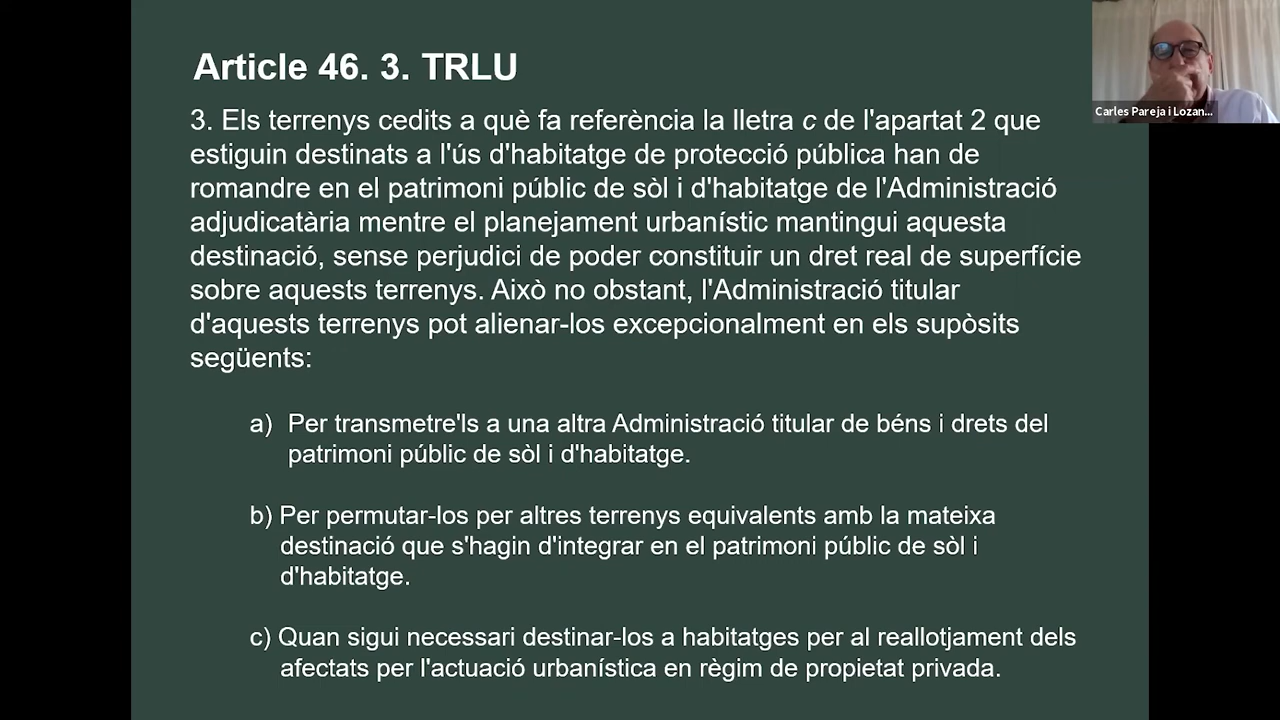 Article 46. 3. TRLU
Carles Pareja i Lozan...
3. Els terrenys cedits a què fa referència la lletra c de l'apartat 2 que
estiguin destinats a l'ús d'habitatge de protecció pública han de
romandre en el patrimoni públic de sòl i d'habitatge de l'Administració
adjudicatària mentre el planejament urbanístic mantingui aquesta
destinació, sense perjudici de poder constituir un dret real de superfície
sobre aquests terrenys. Això no obstant, l'Administració titular
d'aquests terrenys pot alienar-los excepcionalment en els supòsits
següents:
a) Per transmetre'ls a una altra Administració titular de béns i drets del
patrimoni públic de sòl i d'habitatge.
b) Per permutar-los per altres terrenys equivalents amb la mateixa
destinació que s'hagin d'integrar en el patrimoni públic de sòl i
d'habitatge.
c) Quan sigui necessari destinar-los a habitatges per al reallotjament dels
afectats per l'actuació urbanística en règim de propietat privada.